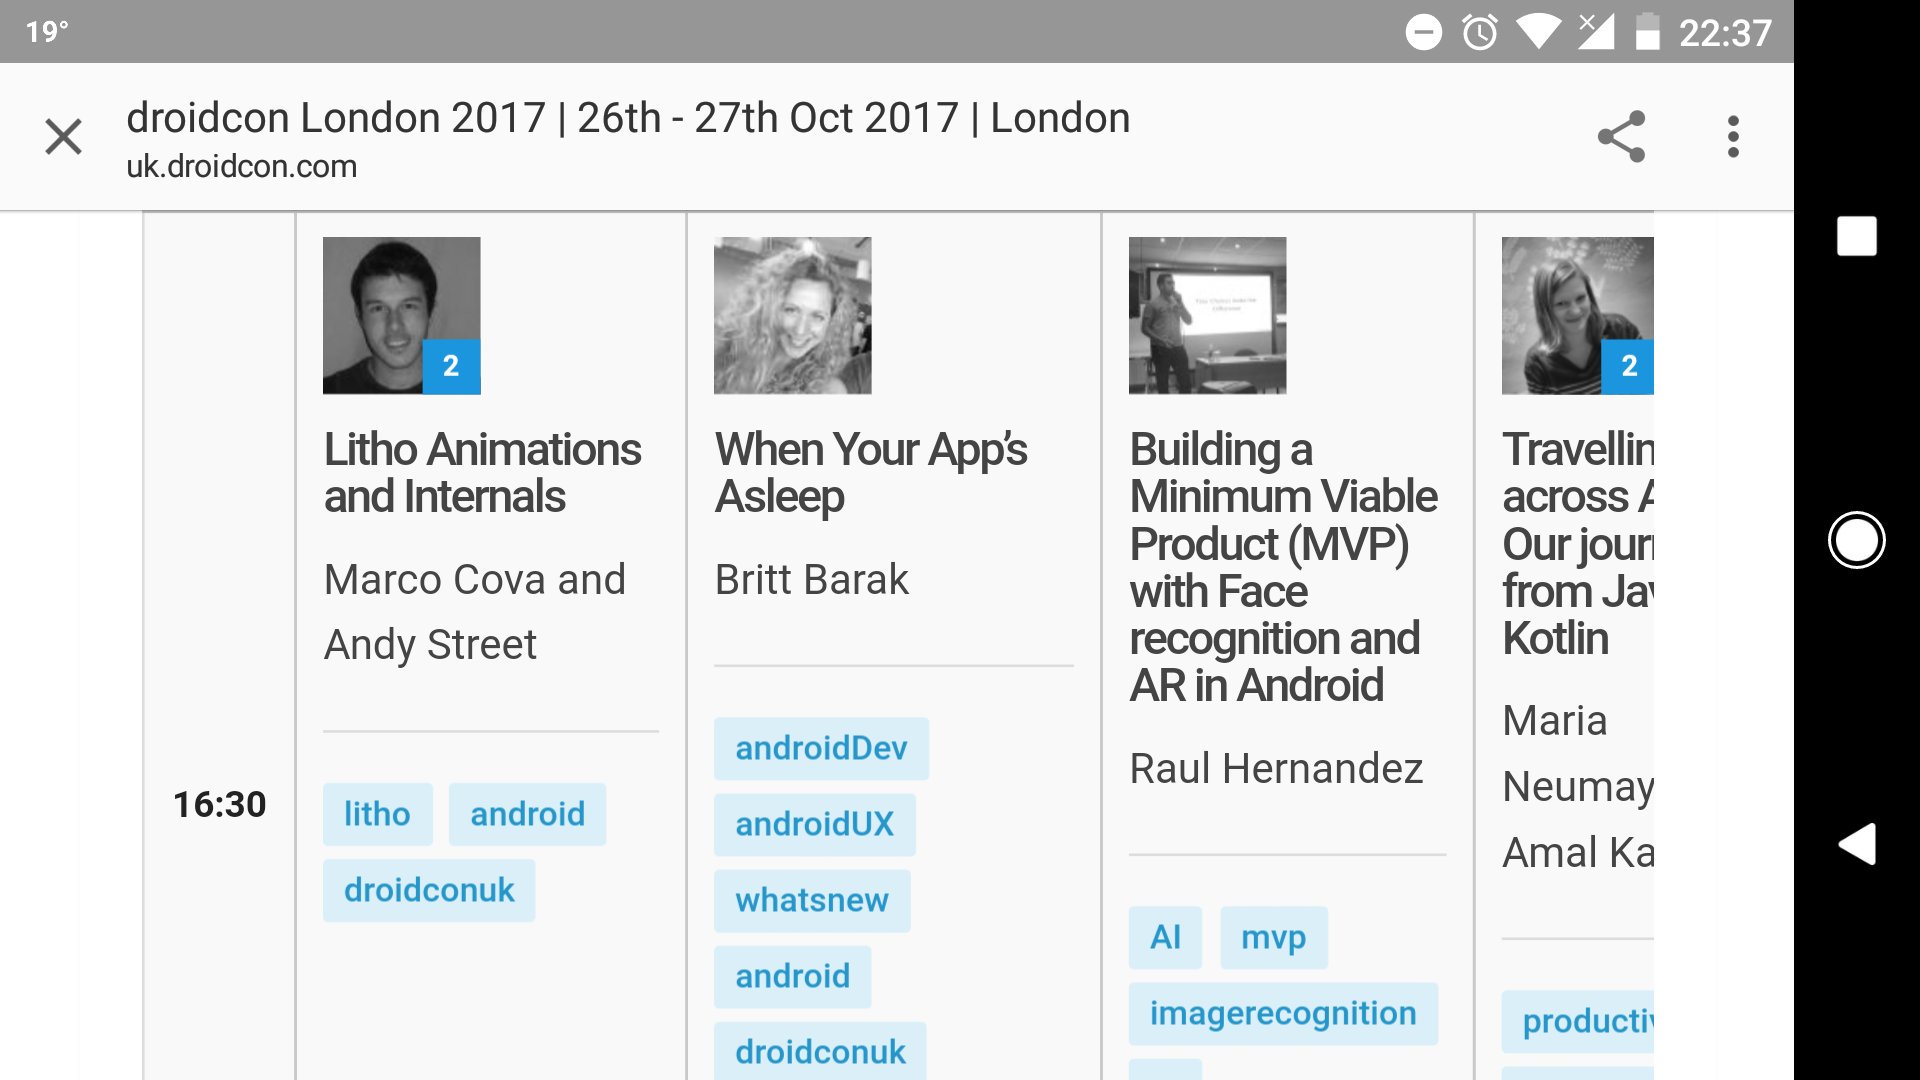 19°
22:37
droidcon London 2017 | 26th - 27th Oct 2017 | London
uk.droidcon.com
16:30
2
Litho Animations
and Internals
Marco Cova and
Andy Street
litho android
droidconuk
When Your App’s
Asleep
Britt Barak
androidDev
androidUX
whatsnew
android
droidconuk
Building a
Minimum Viable
Product (MVP)
with Face
recognition and
AR in Android
Raul Hernandez
AI mvp
imagerecognition
2
Travellin
across A
Our jour
from Jav
Kotlin
Maria
Neumay
Amal Ka
productiv